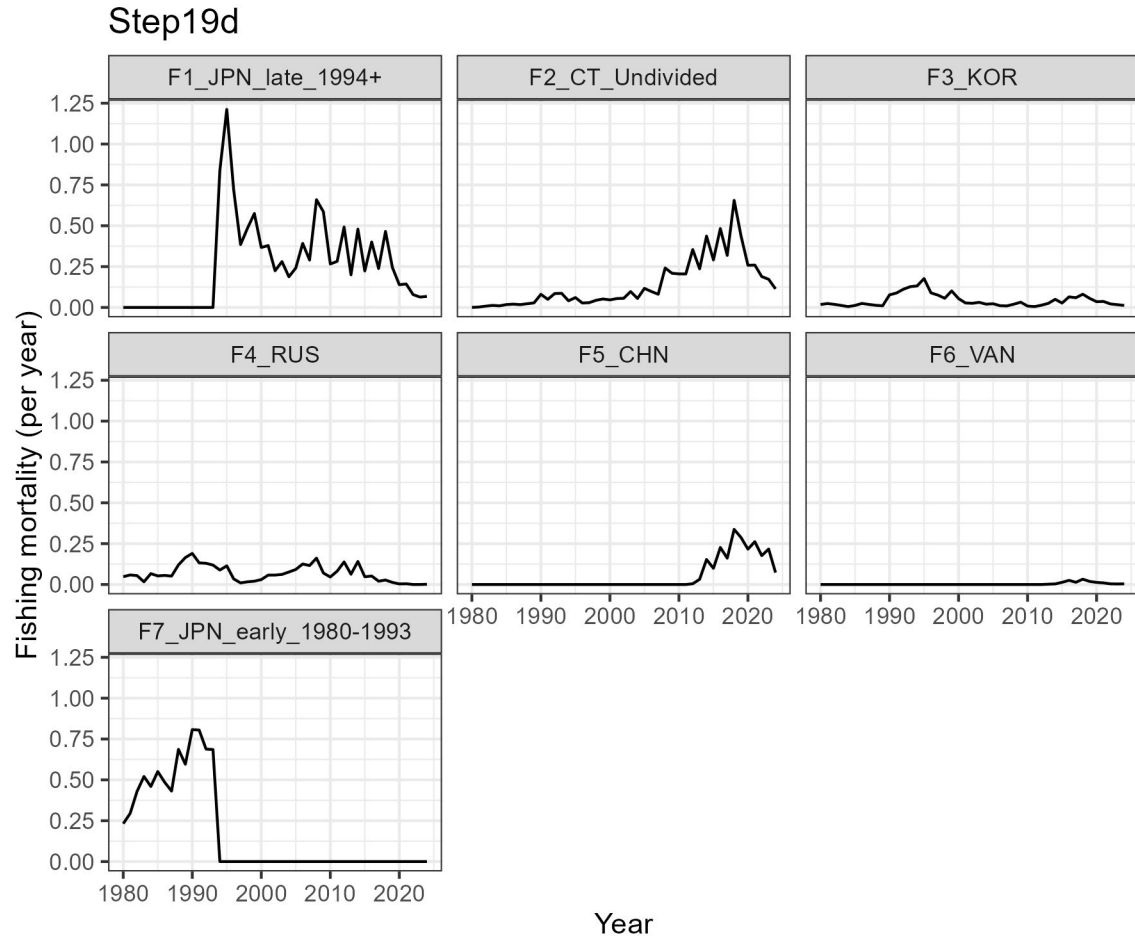 Step19d
F1_JPN_late_1994+
F2_CT_Undivided
F3_KOR
1.25
1.00
0.75
0.50
0.25
0.00
F4_RUS
F5_CHN
F6_VAN
1.25
1.00
0.75
0.50
0.25
0.00
1980 1990 2000 2010 2020
1980 1990 2000 2010 2020
F7_JPN_early_1980-1993
1.25
1.00
0.75
0.50
0.25
0.00
1980 1990 2000 2010 2020
Fishing mortality (per year)
Year